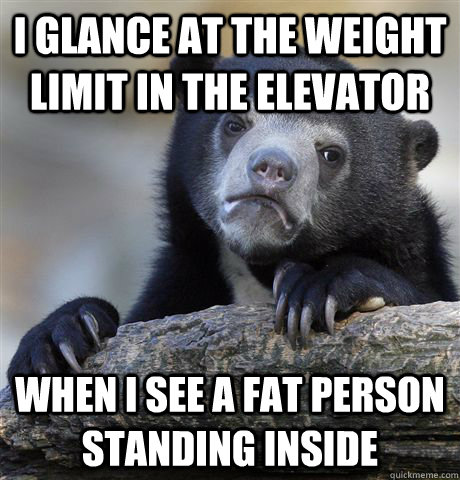 I GLANCE AT THE WEIGHT
LIMIT IN THE ELEVATOR
WHEN I SEE A FAT PERSON
STANDING INSIDE
quickmeme.com